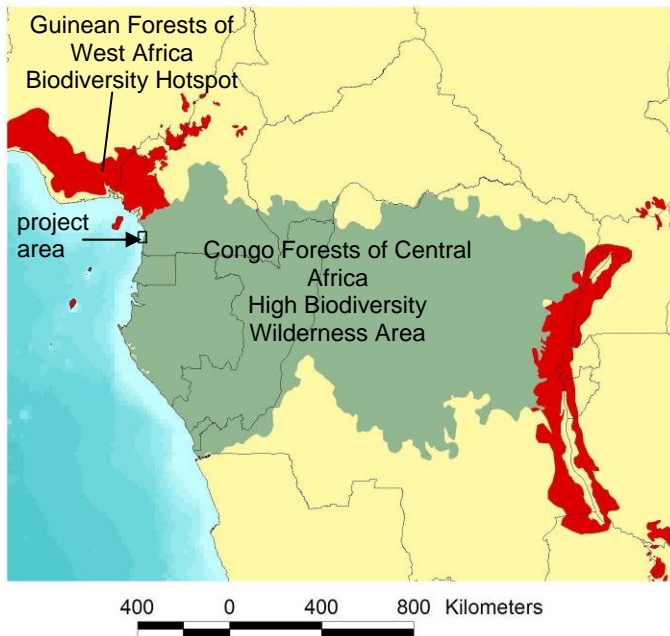 Guinean Forests of
West Africa
Biodiversity Hotspot
project
area
Congo Forests of Central
Africa
High Biodiversity
Wilderness Area
400 0 400 800 Kilometers